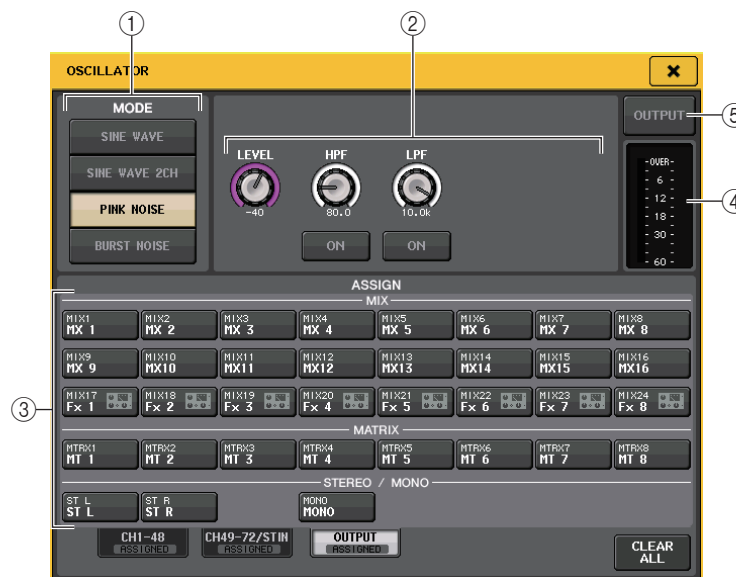 ① ②
OSCILLATOR ×
MODE
SINE WAVE
SINE WAVE 2CH
PINK NOISE
BURST NOISE
LEVEL HPF LPF
-40 80.0 10.0k
ON ON
OUTPUT ⑤
-OVER-
- 6 -
- 12 -
- 18 -
- 30 -
- 60 -
④
③
ASSIGN
MIX
MIX1 MIX2 MIX3 MIX4 MIX5 MIX6 MIX7 MIX8
MX 1 MX 2 MX 3 MX 4 MX 5 MX 6 MX 7 MX 8
MIX9 MIX10 MIX11 MIX12 MIX13 MIX14 MIX15 MIX16
MX 9 MX10 MX11 MX12 MX13 MX14 MX15 MX16
MIX17 MIX18 MIX19 MIX20 MIX21 MIX22 MIX23 MIX24
Fx 1 Fx 2 Fx 3 Fx 4 Fx 5 Fx 6 Fx 7 Fx 8
MATRIX
MTRX1 MTRX2 MTRX3 MTRX4 MTRX5 MTRX6 MTRX7 MTRX8
MT 1 MT 2 MT 3 MT 4 MT 5 MT 6 MT 7 MT 8
STEREO / MONO
ST L ST R MONO
ST L ST R MONO
CH1-48 CH49-72/STIN OUTPUT
ASSIGNED ASSIGNED ASSIGNED
CLEAR
ALL